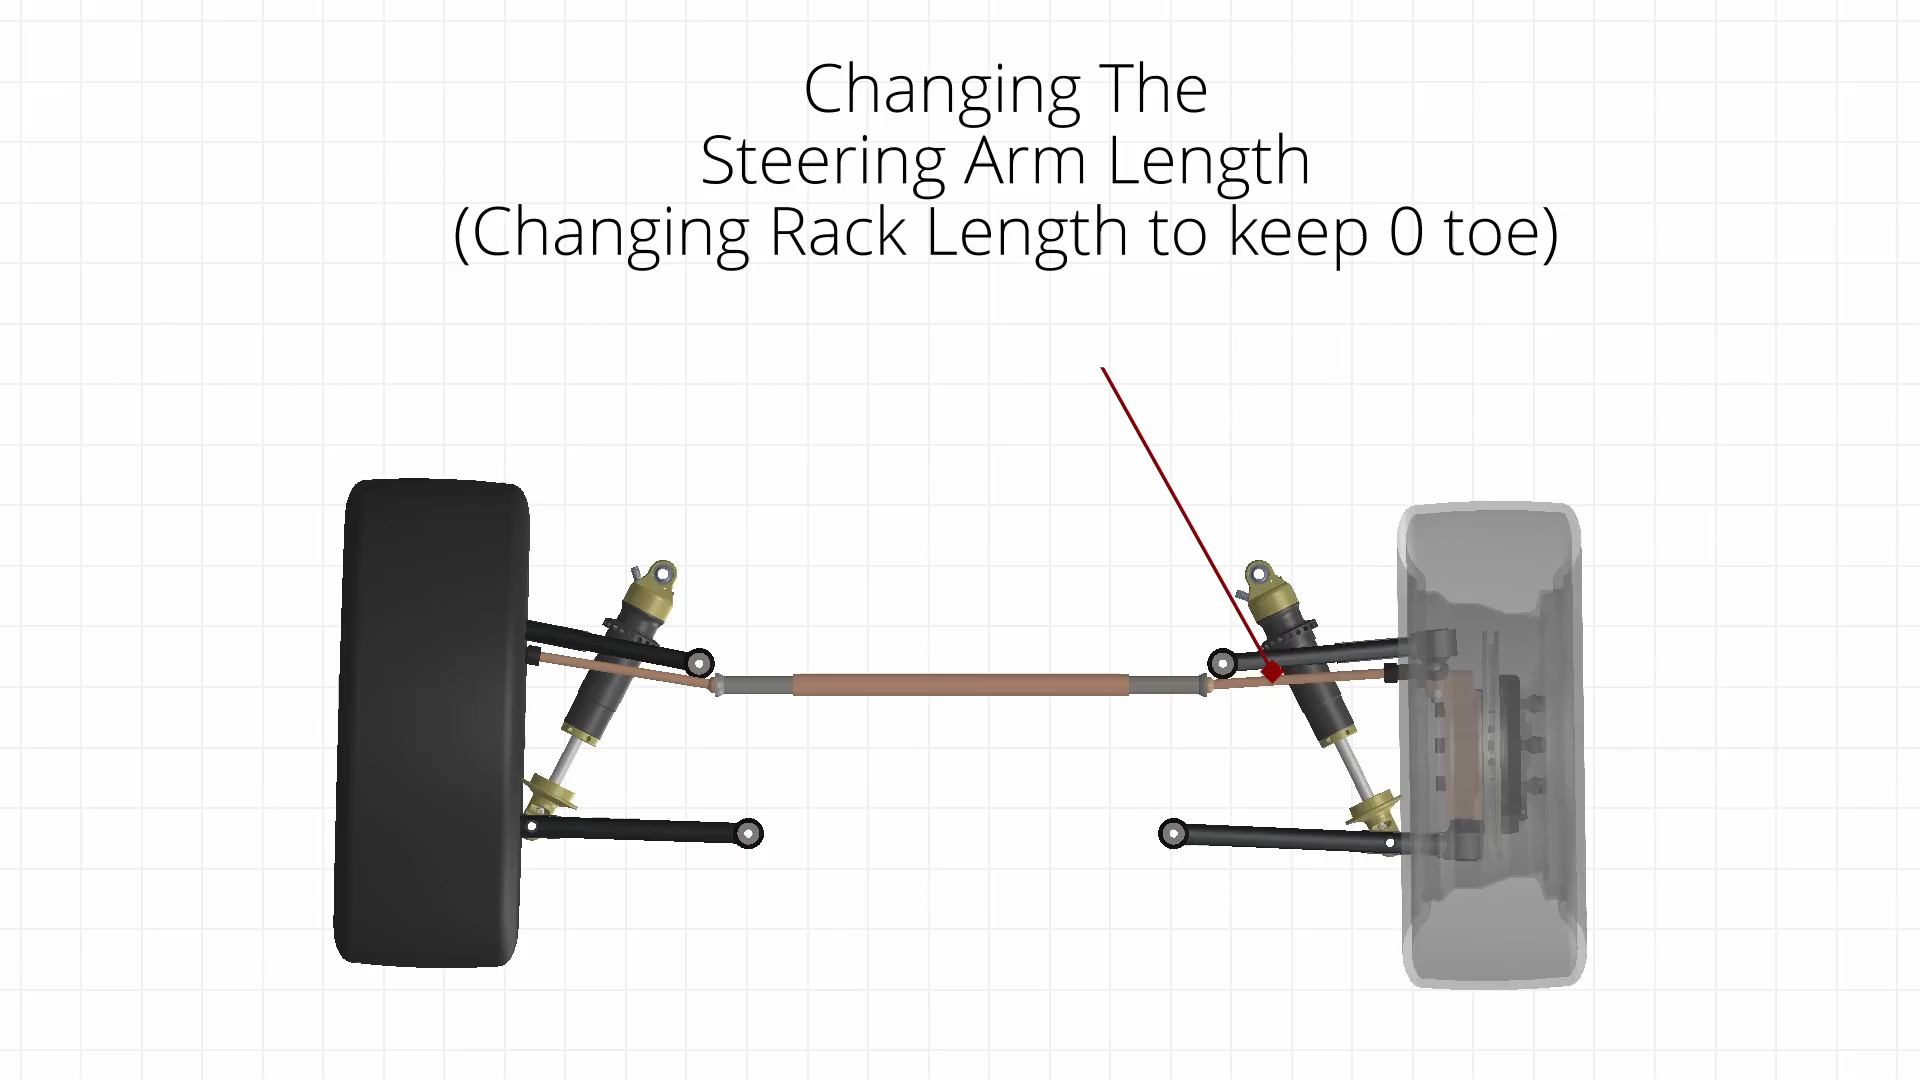 Changing The
Steering Arm Length
(Changing Rack Length to keep 0 toe)